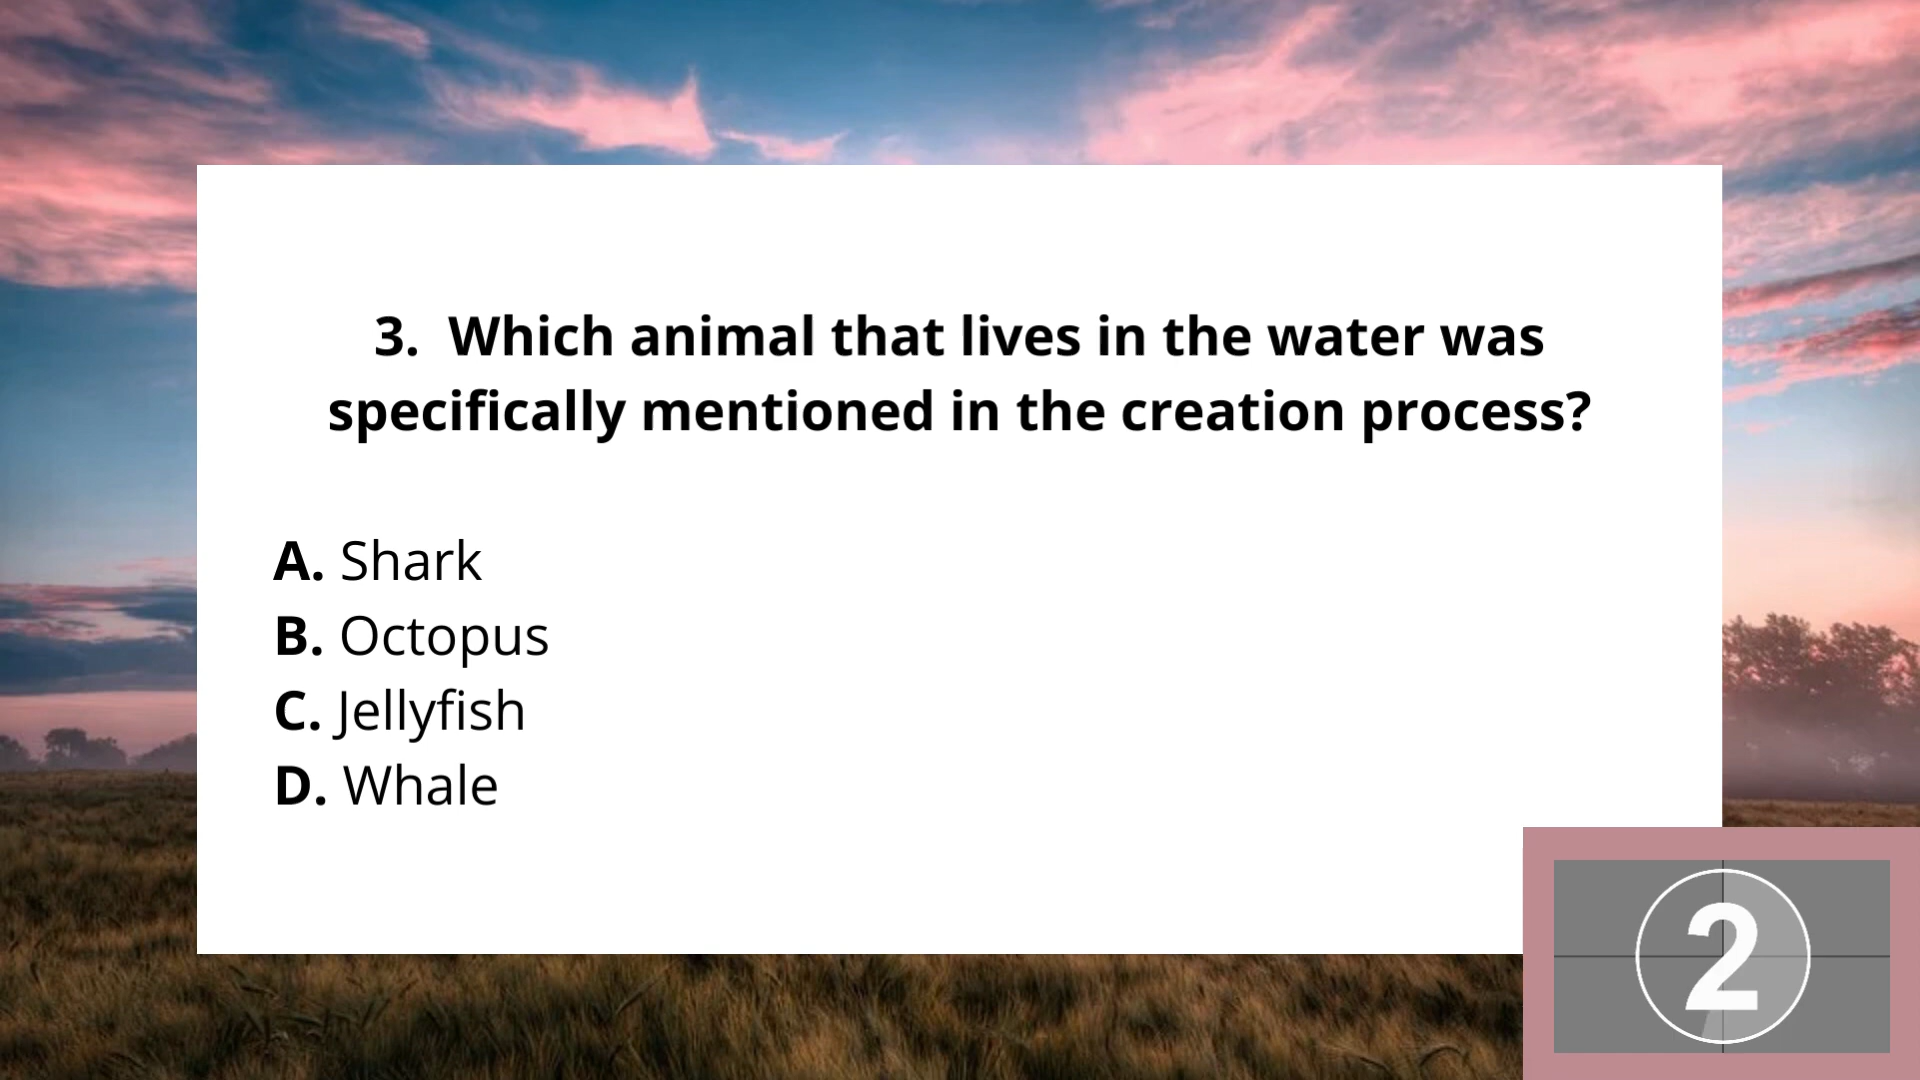 3. Which animal that lives in the water was
specifically mentioned in the creation process?
A. Shark
B. Octopus
C. Jellyfish
D. Whale
2